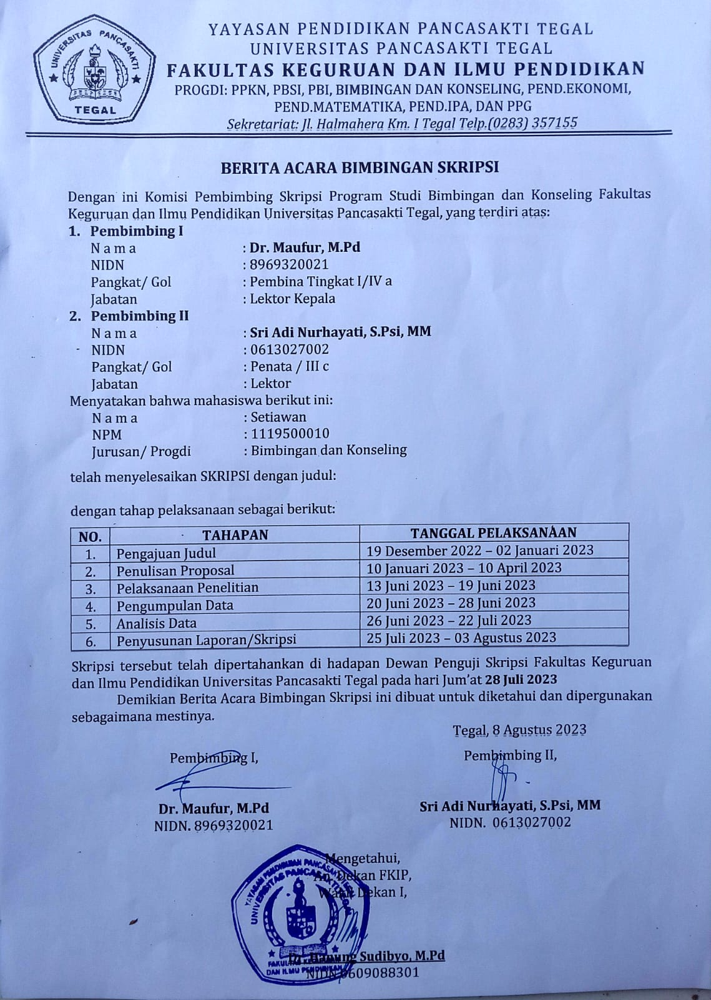 UNIVERSITAS PANCASAKTI
TEGAL
YAYASAN PENDIDIKAN PANCASAKTI TEGAL
UNIVERSITAS PANCASAKTI TEGAL
FAKULTAS KEGURUAN DAN ILMU PENDIDIKAN
PROGDI: PPKN, PBSI, PBI, BIMBINGAN DAN KONSELING, PEND.EKONOMI,
PEND.MATEMATIKA, PEND.IPA, DAN PPG
Sekretariat: Jl. Halmahera Km. I Tegal Telp.(0283) 357155
BERITA ACARA BIMBINGAN SKRIPSI
Dengan ini Komisi Pembimbing Skripsi Program Studi Bimbingan dan Konseling Fakultas
Keguruan dan Ilmu Pendidikan Universitas Pancasakti Tegal, yang terdiri atas:
1. Pembimbing I
N a m a : Dr. Maufur, M.Pd
NIDN : 8969320021
Pangkat/ Gol : Pembina Tingkat I/IV a
Jabatan : Lektor Kepala
2. Pembimbing II
N a m a : Sri Adi Nurhayati, S.Psi, MM
NIDN : 0613027002
Pangkat/ Gol : Penata / III c
Jabatan : Lektor
Menyatakan bahwa mahasiswa berikut ini:
N a m a : Setiawan
NPM : 1119500010
Jurusan/ Progdi : Bimbingan dan Konseling
telah menyelesaikan SKRIPSI dengan judul:
dengan tahap pelaksanaan sebagai berikut:
NO. TAHAPAN TANGGAL PELAKSANAAN
1. Pengajuan Judul 19 Desember 2022 – 02 Januari 2023
2. Penulisan Proposal 10 Januari 2023 – 10 April 2023
3. Pelaksanaan Penelitian 13 Juni 2023 – 19 Juni 2023
4. Pengumpulan Data 20 Juni 2023 – 28 Juni 2023
5. Analisis Data 26 Juni 2023 – 22 Juli 2023
6. Penyusunan Laporan/Skripsi 25 Juli 2023 – 03 Agustus 2023
Skripsi tersebut telah dipertahankan di hadapan Dewan Penguji Skripsi Fakultas Keguruan
dan Ilmu Pendidikan Universitas Pancasakti Tegal pada hari Jum'at 28 Juli 2023
Demikian Berita Acara Bimbingan Skripsi ini dibuat untuk diketahui dan dipergunakan
sebagaimana mestinya.
Tegal, 8 Agustus 2023
Pembimbing I, Pembimbing II,
Dr. Maufur, M.Pd Sri Adi Nurhayati, S.Psi, MM
NIDN. 8969320021 NIDN. 0613027002
Mengetahui,
An. Dekan FKIP,
Wakil Dekan I,
YAYASAN PENDIDIKAN PANCASAKTI TEGAL
UNIVERSITAS PANCASAKTI TEGAL
FAKULTAS KEGURUAN
DAN ILMU PENDIDIKAN
Dr. Hanung Sudibyo, M.Pd
NIDN 0609088301